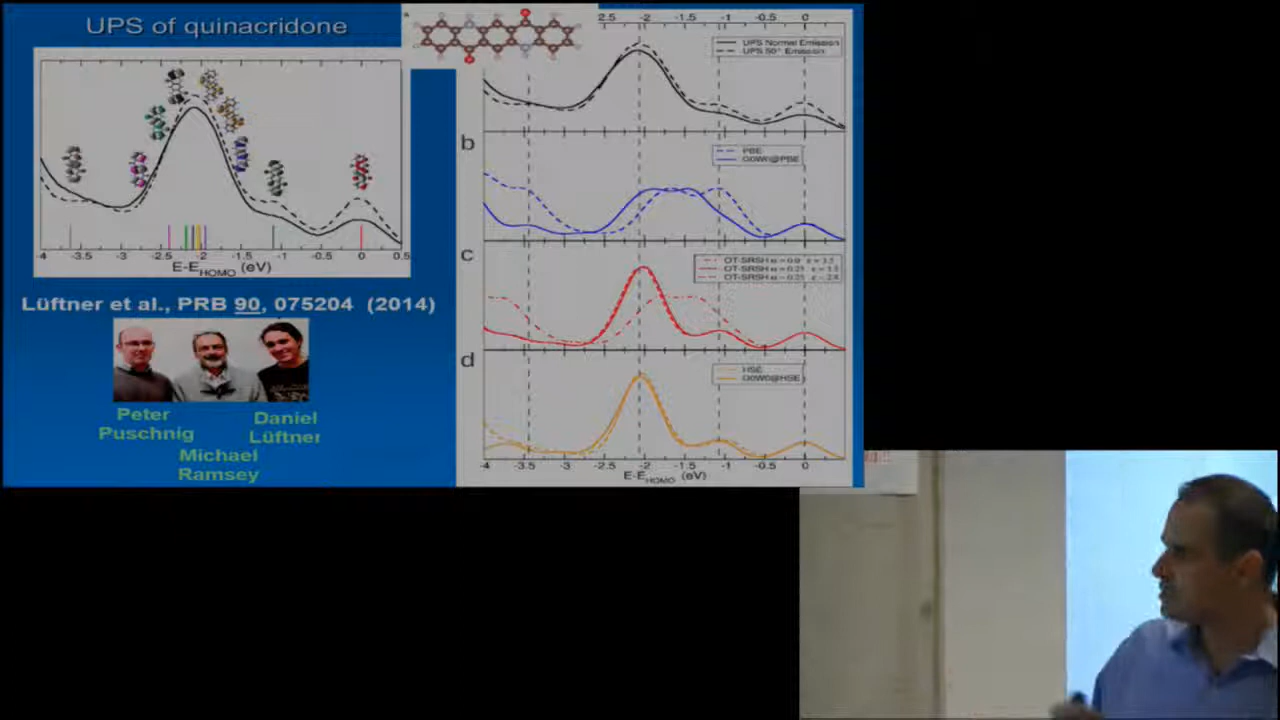 UPS of quinacridone
-4 -3.5 -3 -2.5 -2 -1.5 -1 -0.5 0 0.5
E-E_HOMO (eV)
Lüftner et al., PRB 90, 075204 (2014)
Peter
Puschnig
Daniel
Lüftner
Michael
Ramsey
2.5 -2 -1.5 -1 -0.5 0
UPS Normal Emission
UPS 50° Emission
b
PBE
G0W0@PBE
c
d
HSE
G0W0@HSE
-4 -3.5 -3 -2.5 -2 -1.5 -1 -0.5 0
E-E_HOMO (eV)